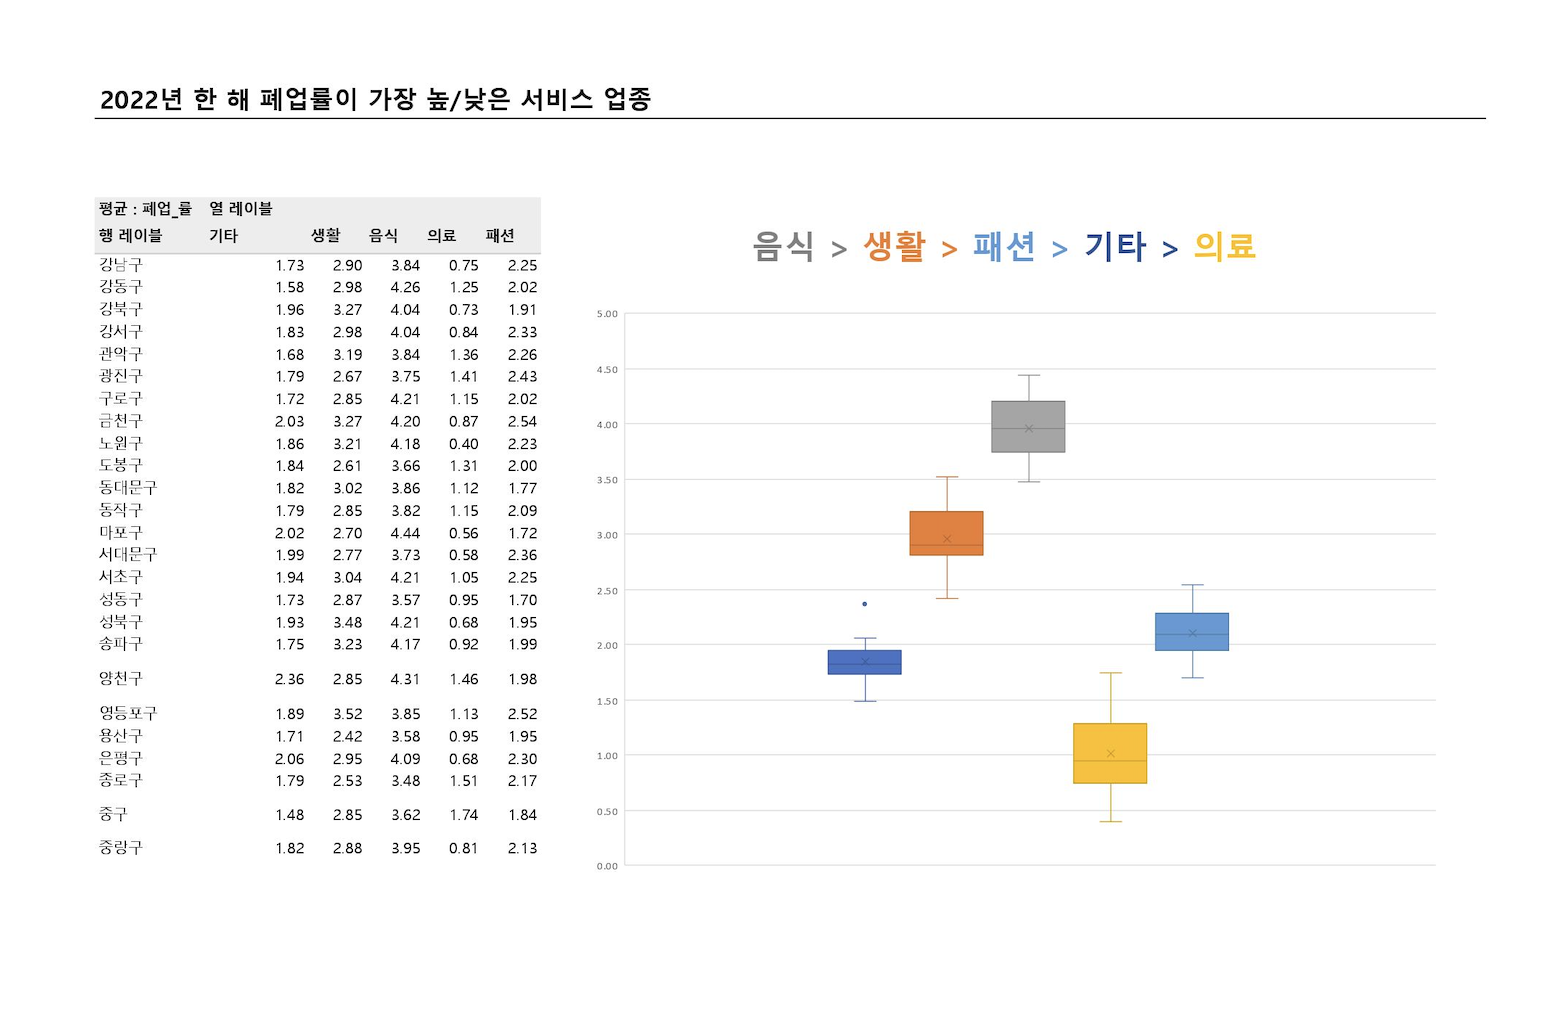 2022년 한 해 폐업률이 가장 높/낮은 서비스 업종
평균 : 폐업_률 열 레이블
행 레이블 기타 생활 음식 의료 패션
강남구 1.73 2.90 3.84 0.75 2.25
강동구 1.58 2.98 4.26 1.25 2.02
강북구 1.96 3.27 4.04 0.73 1.91
강서구 1.83 2.98 4.04 0.84 2.33
관악구 1.68 3.19 3.84 1.36 2.26
광진구 1.79 2.67 3.75 1.41 2.43
구로구 1.72 2.85 4.21 1.15 2.02
금천구 2.03 3.27 4.20 0.87 2.54
노원구 1.86 3.21 4.18 0.40 2.23
도봉구 1.84 2.61 3.66 1.31 2.00
동대문구 1.82 3.02 3.86 1.12 1.77
동작구 1.79 2.85 3.82 1.15 2.09
마포구 2.02 2.70 4.44 0.56 1.72
서대문구 1.99 2.77 3.73 0.58 2.36
서초구 1.94 3.04 4.21 1.05 2.25
성동구 1.73 2.87 3.57 0.95 1.70
성북구 1.93 3.48 4.21 0.68 1.95
송파구 1.75 3.23 4.17 0.92 1.99
양천구 2.36 2.85 4.31 1.46 1.98
영등포구 1.89 3.52 3.85 1.13 2.52
용산구 1.71 2.42 3.58 0.95 1.95
은평구 2.06 2.95 4.09 0.68 2.30
종로구 1.79 2.53 3.48 1.51 2.17
중구 1.48 2.85 3.62 1.74 1.84
중랑구 1.82 2.88 3.95 0.81 2.13
음식 > 생활 > 패션 > 기타 > 의료
5.00
4.50
4.00
3.50
3.00
2.50
2.00
1.50
1.00
0.50
0.00